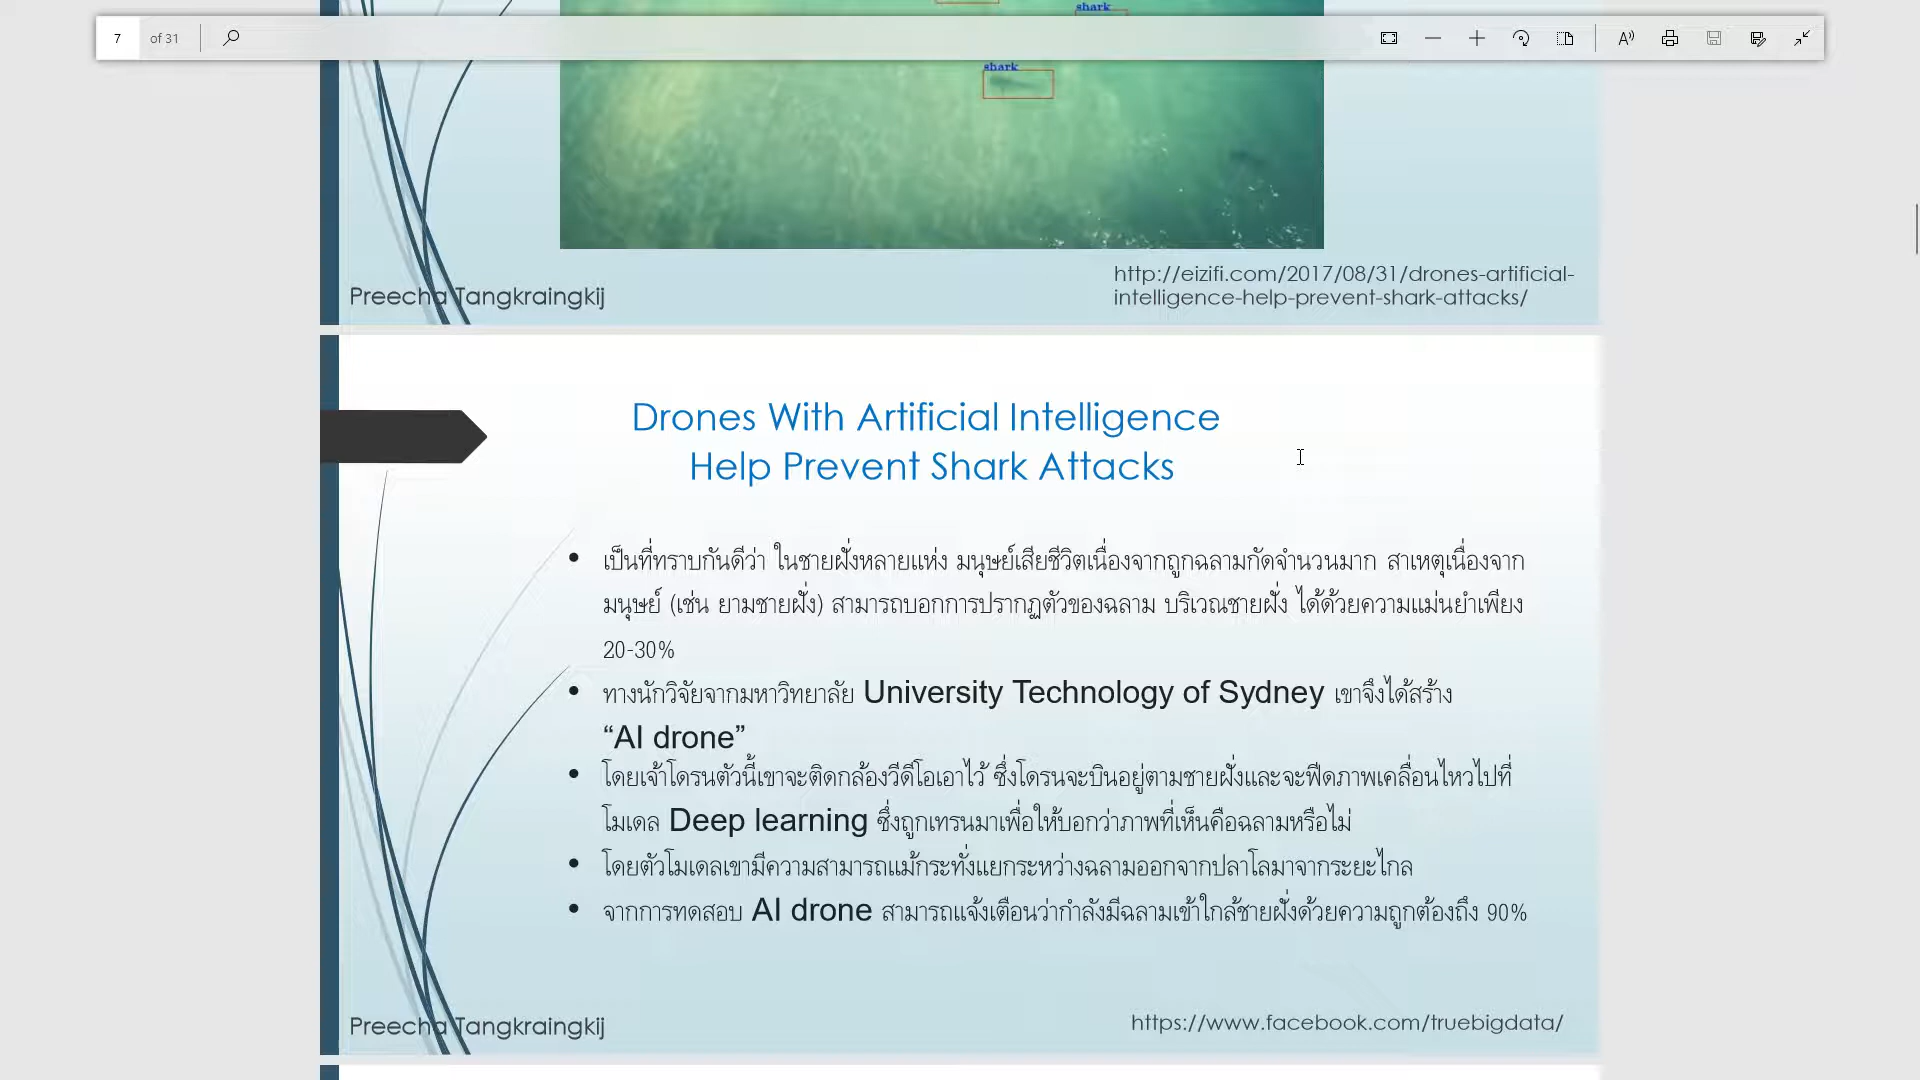 shark
7 of 31
shark
http://eizifi.com/2017/08/31/drones-artificial-
intelligence-help-prevent-shark-attacks/
Preecha Tangkraingkij
Drones With Artificial Intelligence
Help Prevent Shark Attacks
• เป็นที่ทราบกันดีว่า ในชายฝั่งหลายแห่ง มนุษย์เสียชีวิตเนื่องจากถูกฉลามกัดจำนวนมาก สาเหตุเนื่องจาก
มนุษย์ (เช่น ยามชายฝั่ง) สามารถบอกการปรากฏตัวของฉลาม บริเวณชายฝั่ง ได้ด้วยความแม่นยำเพียง
20-30%
• ทางนักวิจัยจากมหาวิทยาลัย University Technology of Sydney เขาจึงได้สร้าง
“AI drone”
• โดยเจ้าโดรนตัวนี้เขาจะติดกล้องวีดีโอเอาไว้ ซึ่งโดรนจะบินอยู่ตามชายฝั่งและจะฟีดภาพเคลื่อนไหวไปที่
โมเดล Deep learning ซึ่งถูกเทรนมาเพื่อให้บอกว่าภาพที่เห็นคือฉลามหรือไม่
• โดยตัวโมเดลเขามีความสามารถแม้กระทั่งแยกระหว่างฉลามออกจากปลาโลมาจากระยะไกล
• จากการทดสอบ AI drone สามารถแจ้งเตือนว่ากำลังมีฉลามเข้าใกล้ชายฝั่งด้วยความถูกต้องถึง 90%
Preecha Tangkraingkij
https://www.facebook.com/truebigdata/